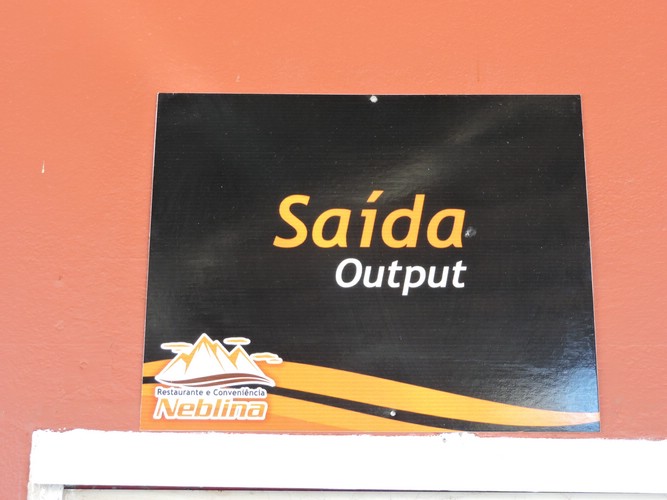 Saída
Output
Restaurante e Conveniência
Neblina